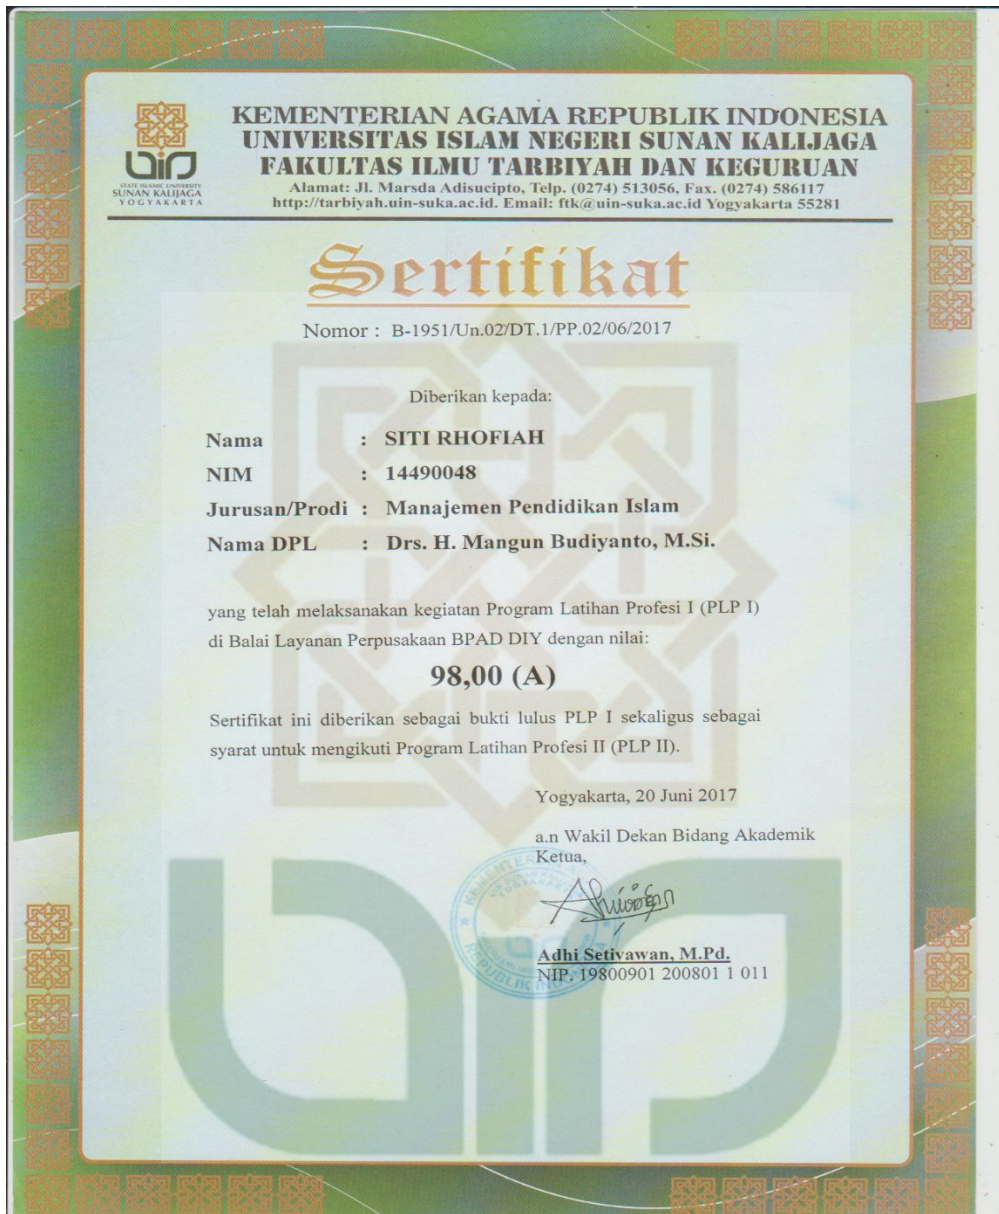 KEMENTERIAN AGAMA REPUBLIK INDONESIA
UNIVERSITAS ISLAM NEGERI SUNAN KALIJAGA
FAKULTAS ILMU TARBIYAH DAN KEGURUAN
Alamat: Jl. Marsda Adisucipto, Telp. (0274) 513056, Fax. (0274) 586117
http://tarbiyah.uin-suka.ac.id. Email: ftk@uin-suka.ac.id Yogyakarta 55281
STATE ISLAMIC UNIVERSITY
SUNAN KALIJAGA
YOGYAKARTA
Sertifikat
Nomor : B-1951/Un.02/DT.1/PP.02/06/2017
Diberikan kepada:
Nama : SITI RHOFIAH
NIM : 14490048
Jurusan/Prodi : Manajemen Pendidikan Islam
Nama DPL : Drs. H. Mangun Budiyanto, M.Si.
yang telah melaksanakan kegiatan Program Latihan Profesi I (PLP I)
di Balai Layanan Perpusakaan BPAD DIY dengan nilai:
98,00 (A)
Sertifikat ini diberikan sebagai bukti lulus PLP I sekaligus sebagai
syarat untuk mengikuti Program Latihan Profesi II (PLP II).
Yogyakarta, 20 Juni 2017
a.n Wakil Dekan Bidang Akademik
Ketua,
Adhi Setiyawan, M.Pd.
NIP. 19800901 200801 1 011